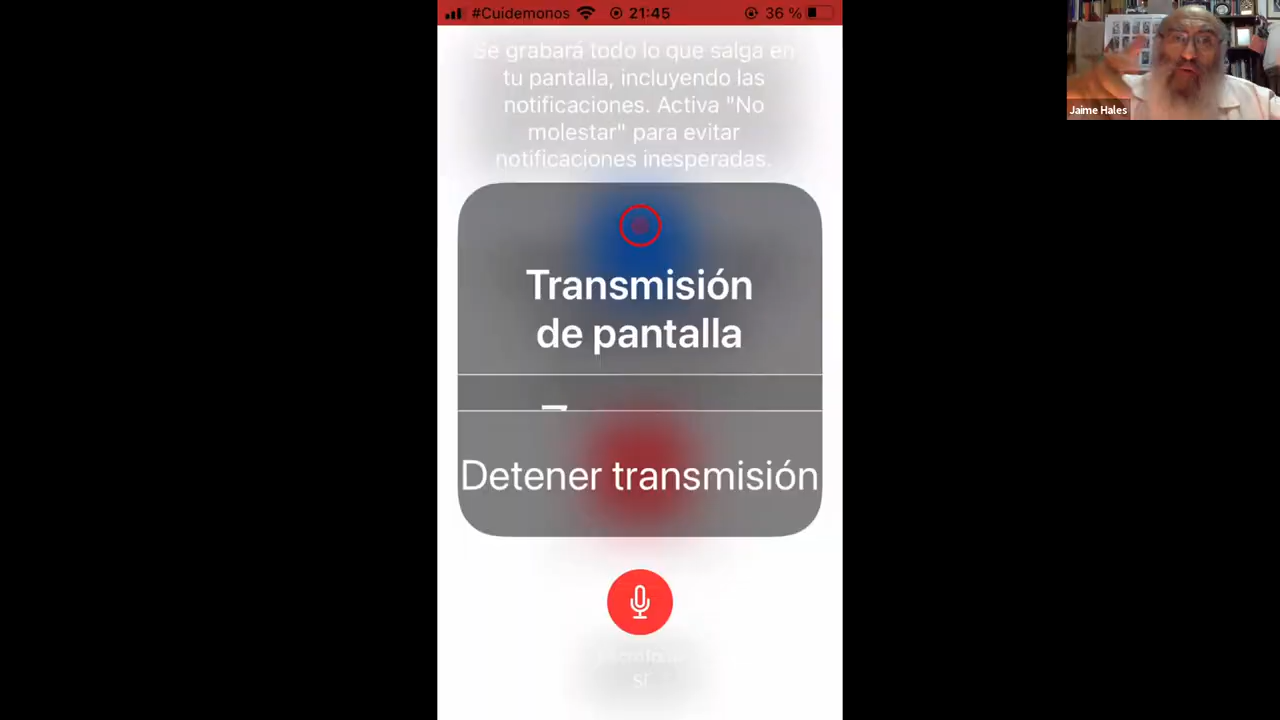 #Cuidemonos 21:45 36 %
Se grabará todo lo que salga en
tu pantalla, incluyendo las
notificaciones. Activa "No
molestar" para evitar
notificaciones inesperadas.
Jaime Hales
Transmisión
de pantalla
Detener transmisión
sí